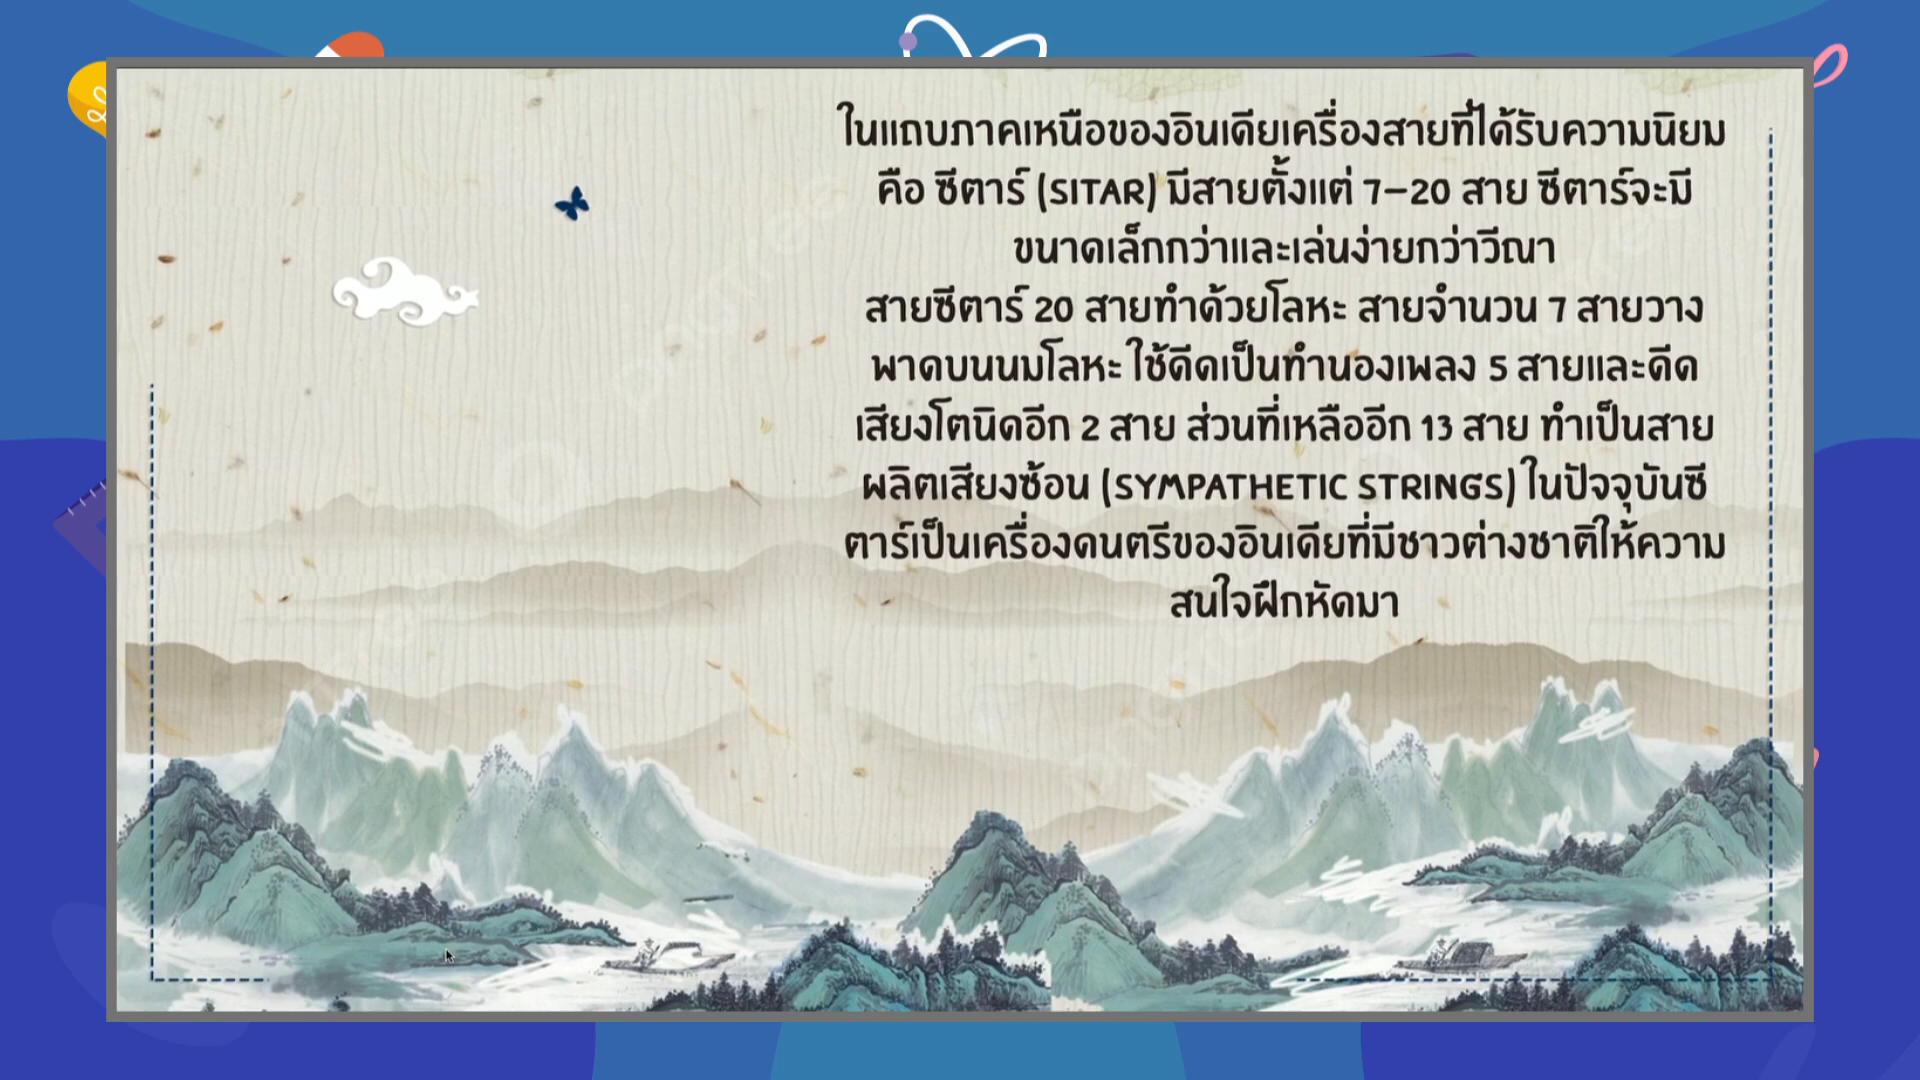 ในแถบภาคเหนือของอินเดียเครื่องสายที่ได้รับความนิยม
คือ ซีตาร์ (SITAR) มีสายตั้งแต่ 7–20 สาย ซีตาร์จะมี
ขนาดเล็กกว่าและเล่นง่ายกว่าวีณา
สายซีตาร์ 20 สายทำด้วยโลหะ สายจำนวน 7 สายวาง
พาดบนนมโลหะ ใช้ดีดเป็นทำนองเพลง 5 สายและดีด
เสียงโตนิดอีก 2 สาย ส่วนที่เหลืออีก 13 สาย ทำเป็นสาย
ผลิตเสียงซ้อน (SYMPATHETIC STRINGS) ในปัจจุบันซี
ตาร์เป็นเครื่องดนตรีของอินเดียที่มีชาวต่างชาติให้ความ
สนใจฝึกหัดมา